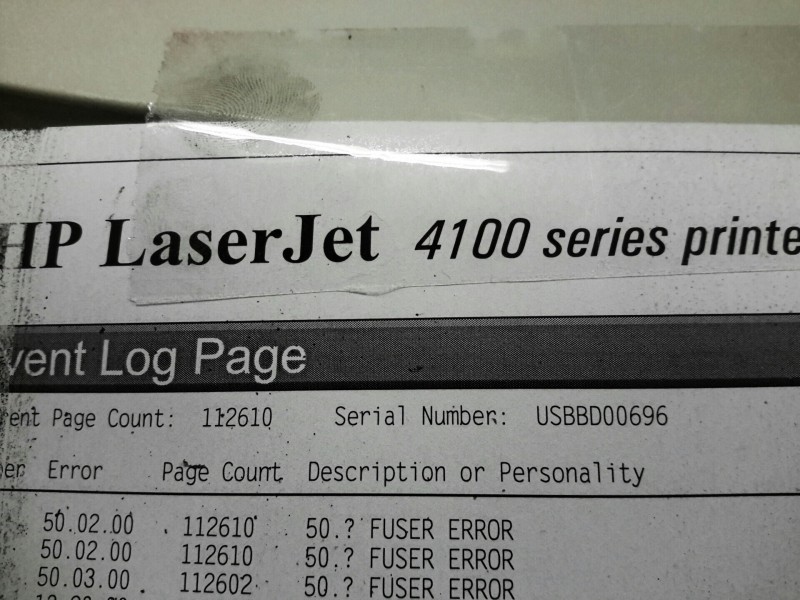 HP LaserJet 4100 series printe
vent Log Page
ent Page Count: 112610 Serial Number: USBBD00696
er Error Page Count Description or Personality
50.02.00 112610 50.? FUSER ERROR
50.02.00 112610 50.? FUSER ERROR
50.03.00 112602 50.? FUSER ERROR